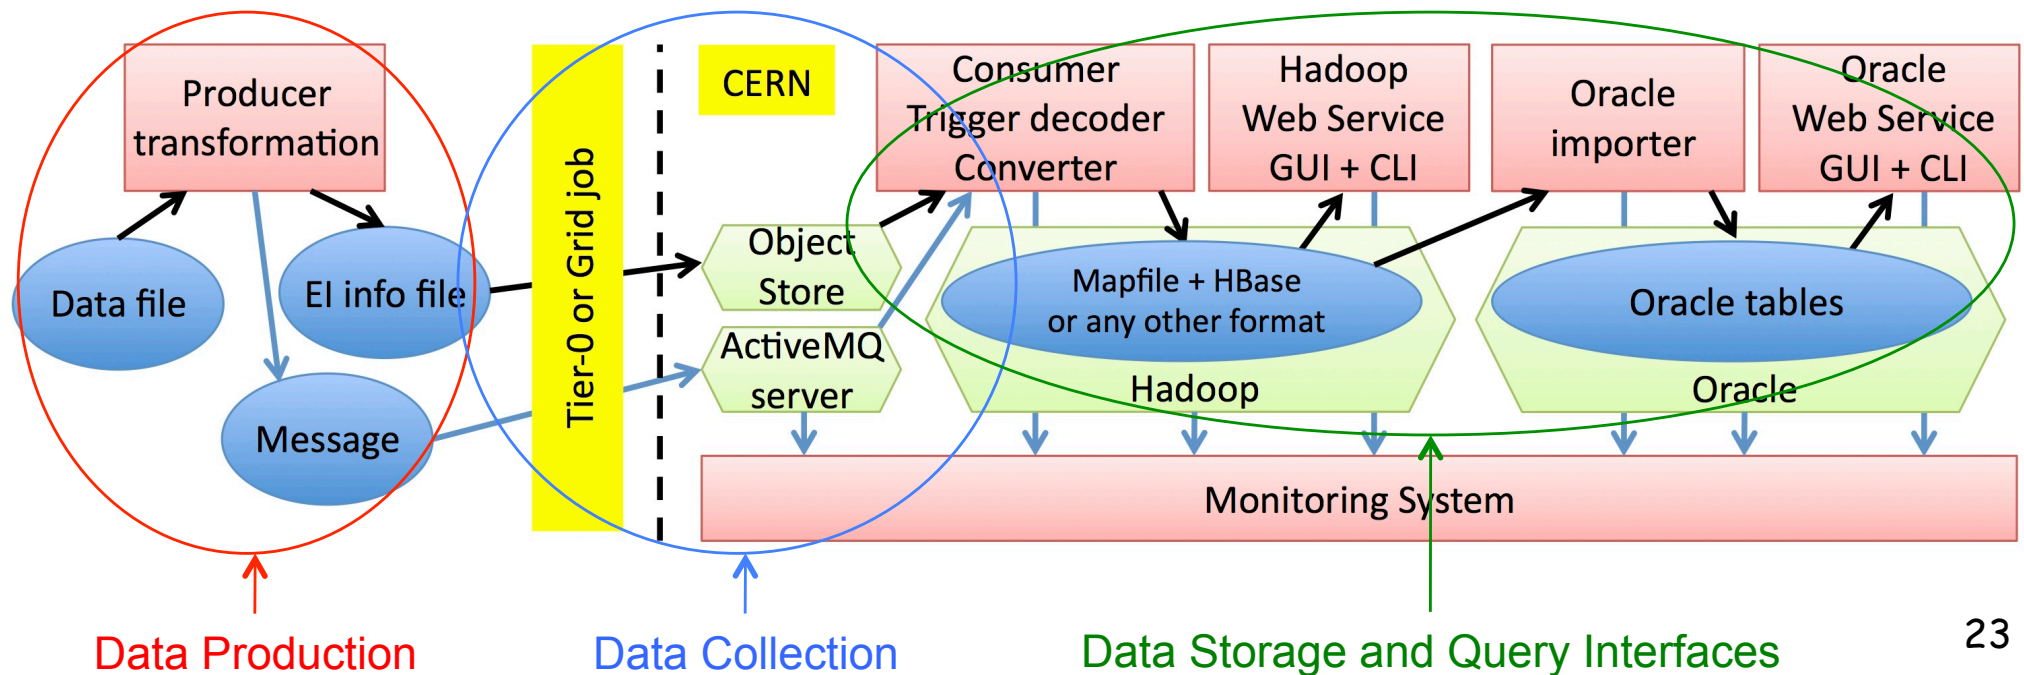 Producer
transformation
Data file
EI info file
Message
Tier-0 or Grid job
CERN
Object
Store
ActiveMQ
server
Consumer
Trigger decoder
Converter
Hadoop
Web Service
GUI + CLI
Oracle
importer
Oracle
Web Service
GUI + CLI
Mapfile + HBase
or any other format
Hadoop
Oracle tables
Oracle
Monitoring System
Data Production
Data Collection
Data Storage and Query Interfaces
23